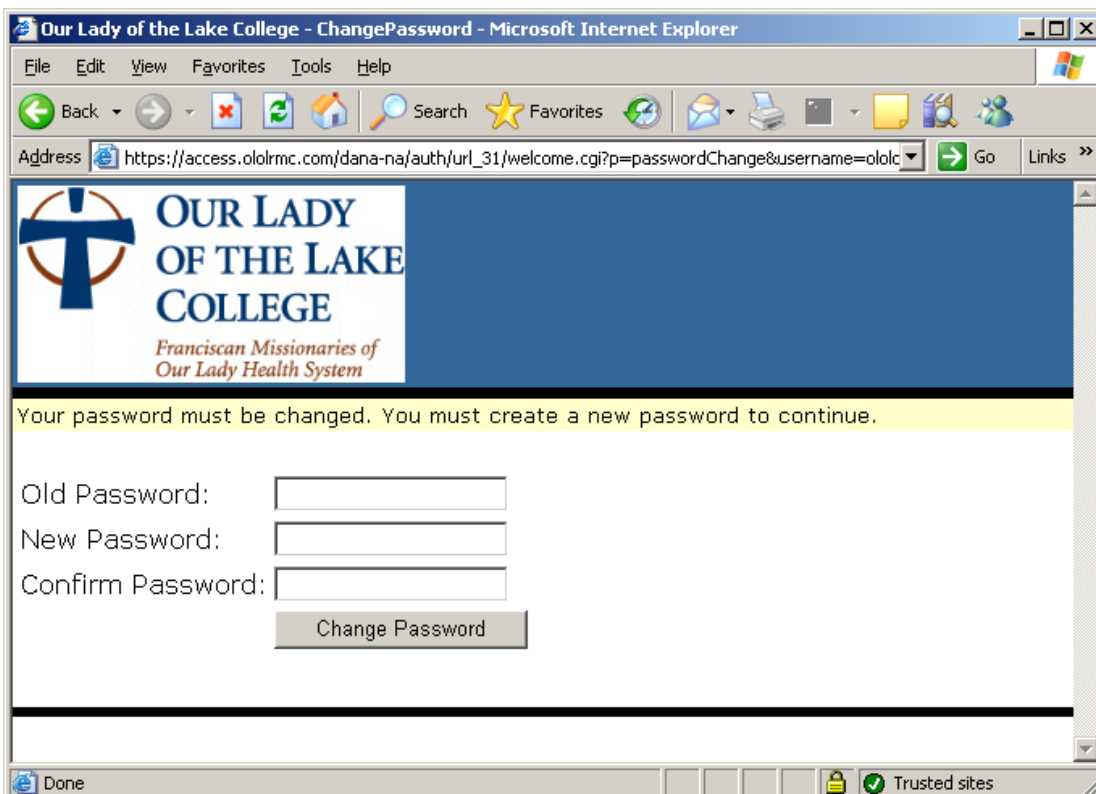 Our Lady of the Lake College - ChangePassword - Microsoft Internet Explorer
File Edit View Favorites Tools Help
Back Search Favorites
Address https://access.ololrmc.com/dana-na/auth/url_31/welcome.cgi?p=passwordChange&username=ololc Go Links »
OUR LADY
OF THE LAKE
COLLEGE
Franciscan Missionaries of
Our Lady Health System
Your password must be changed. You must create a new password to continue.
Old Password:
New Password:
Confirm Password:
Change Password
Done Trusted sites